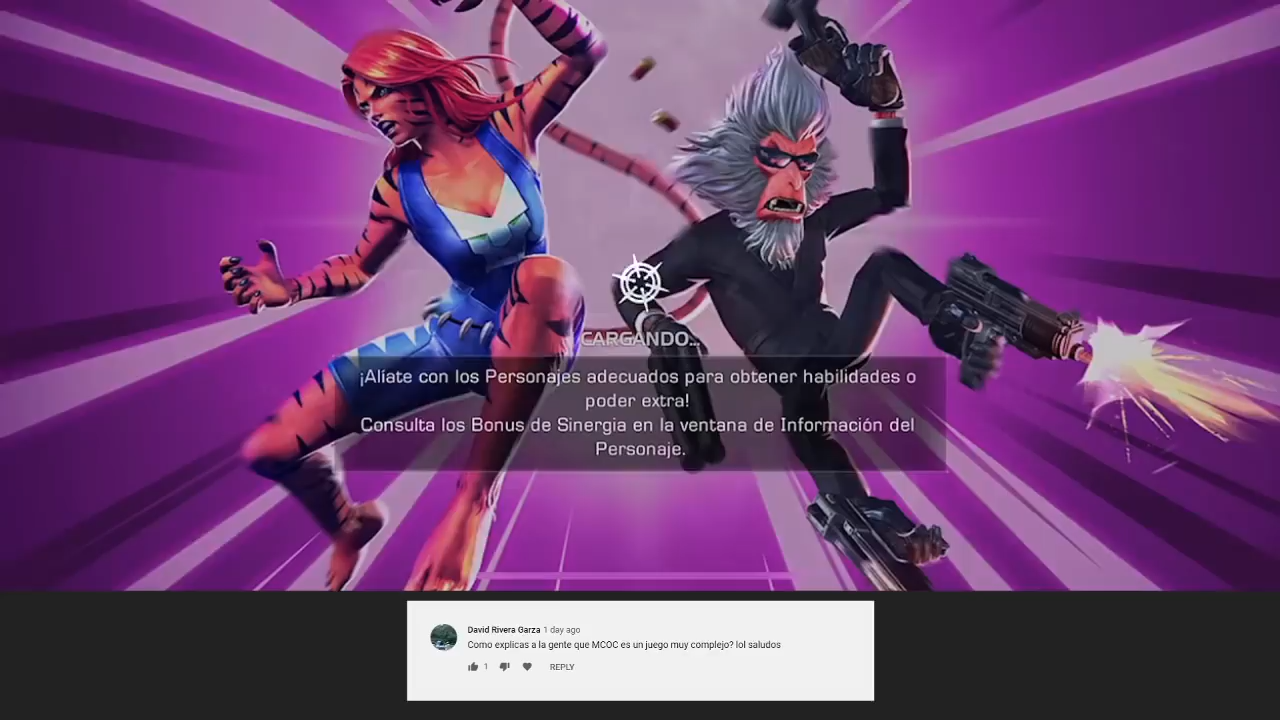 CARGANDO...
¡Alíate con los Personajes adecuados para obtener habilidades o
poder extra!
Consulta los Bonus de Sinergia en la ventana de Información del
Personaje.
David Rivera Garza 1 day ago
Como explicas a la gente que MCOC es un juego muy complejo? lol saludos
1 REPLY